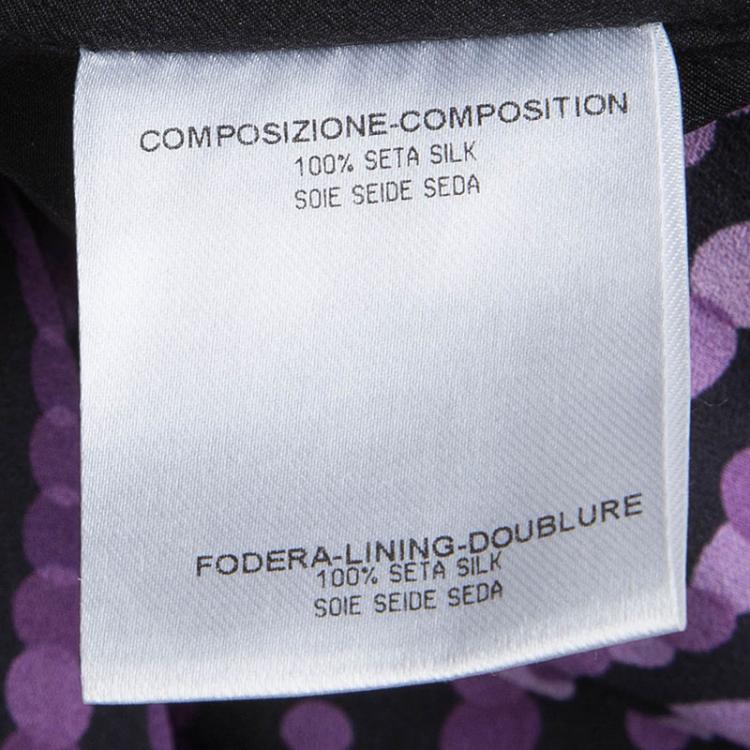 COMPOSIZIONE-COMPOSITION
100% SETA SILK
SOIE SEIDE SEDA
FODERA-LINING-DOUBLURE
100% SETA SILK
SOIE SEIDE SEDA